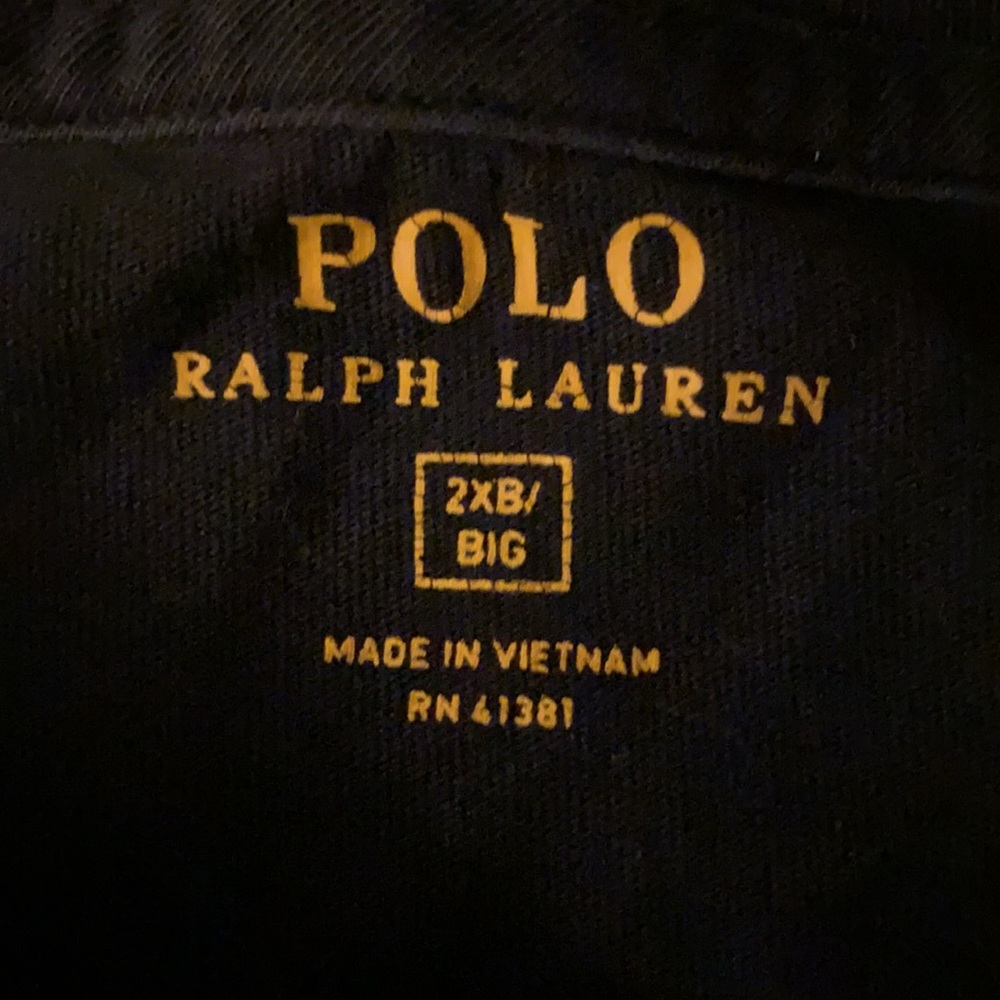 POLO
RALPH LAUREN
2XB/
BIG
MADE IN VIETNAM
RN 41381